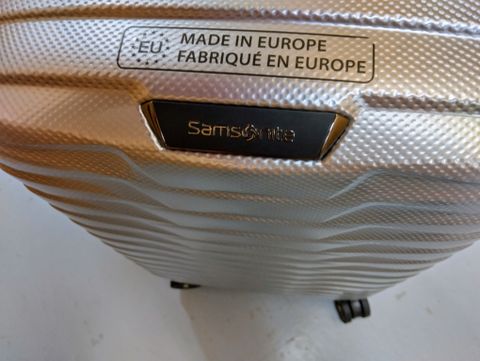 EU
MADE IN EUROPE
FABRIQUÉ EN EUROPE
Samsonite